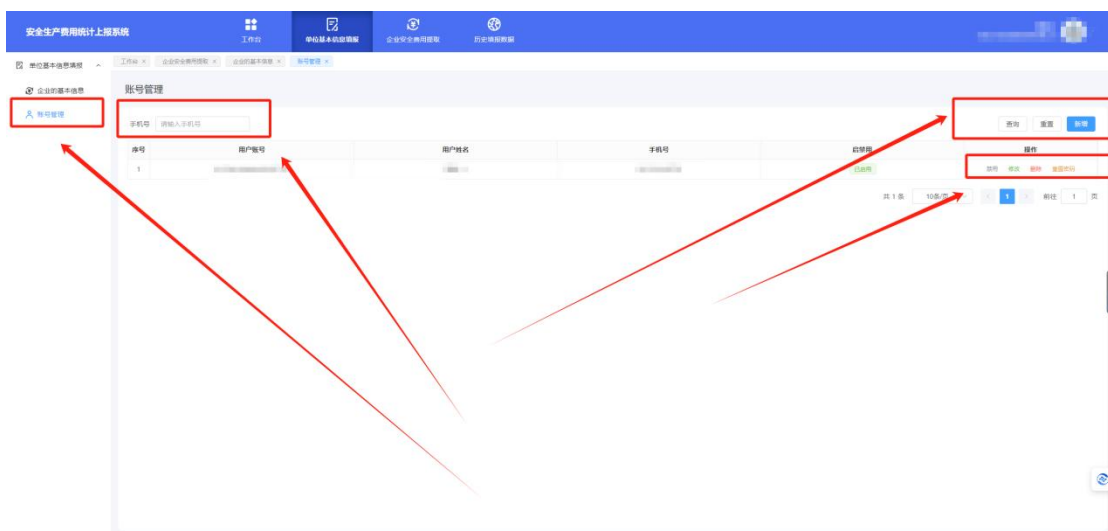 安全生产费用统计上报系统
工作台 单位基本信息填报 企业安全费用提取 历史填报数据
单位基本信息填报
工作台 × 企业安全费用提取 × 企业的基本信息 × 账号管理 ×
企业的基本信息
账号管理
账号管理
手机号 请输入手机号
查询 重置 新增
序号 用户账号 用户姓名 手机号 启禁用 操作
1 已启用 禁号 修改 删除 重置密码
共 1 条 10条/页 1 前往 1 页